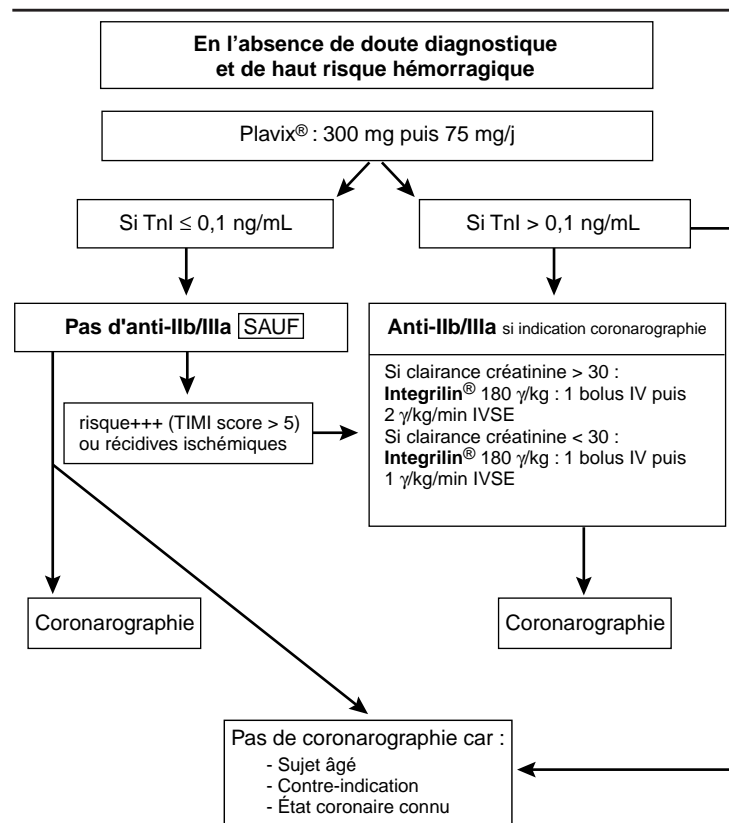 En l'absence de doute diagnostique
et de haut risque hémorragique
Plavix® : 300 mg puis 75 mg/j
Si TnI ≤ 0,1 ng/mL
Si TnI > 0,1 ng/mL
Pas d'anti-IIb/IIIa SAUF
risque+++ (TIMI score > 5)
ou récidives ischémiques
Anti-IIb/IIIa si indication coronarographie
Si clairance créatinine > 30 :
Integrilin® 180 γ/kg : 1 bolus IV puis
2 γ/kg/min IVSE
Si clairance créatinine < 30 :
Integrilin® 180 γ/kg : 1 bolus IV puis
1 γ/kg/min IVSE
Coronarographie
Coronarographie
Pas de coronarographie car :
- Sujet âgé
- Contre-indication
- État coronaire connu